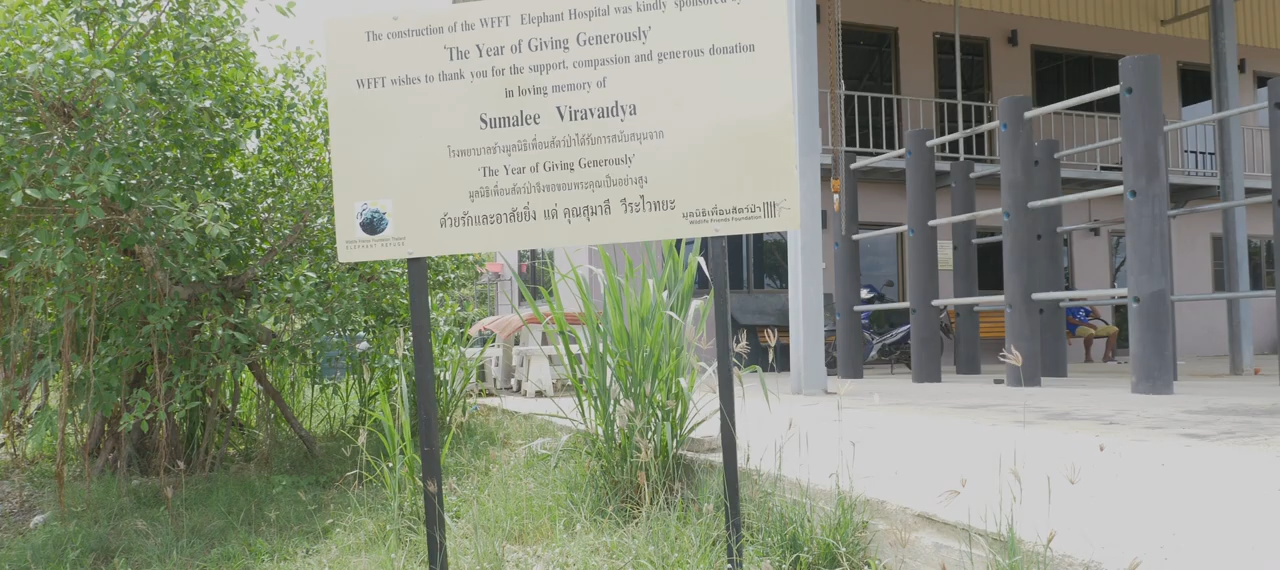 The construction of the WFFT Elephant Hospital was kindly sponsored by
'The Year of Giving Generously'
WFFT wishes to thank you for the support, compassion and generous donation
in loving memory of
Sumalee Viravaidya
โรงพยาบาลช้างมูลนิธิเพื่อนสัตว์ป่าได้รับการสนับสนุนจาก
'The Year of Giving Generously'
มูลนิธิเพื่อนสัตว์ป่าจึงขอขอบพระคุณเป็นอย่างสูง
ด้วยรักและอาลัยยิ่ง แด่ คุณสุมาลี วีระไวทยะ
Wildlife Friends Foundation Thailand
ELEPHANT REFUGE
มูลนิธิเพื่อนสัตว์ป่า
Wildlife Friends Foundation